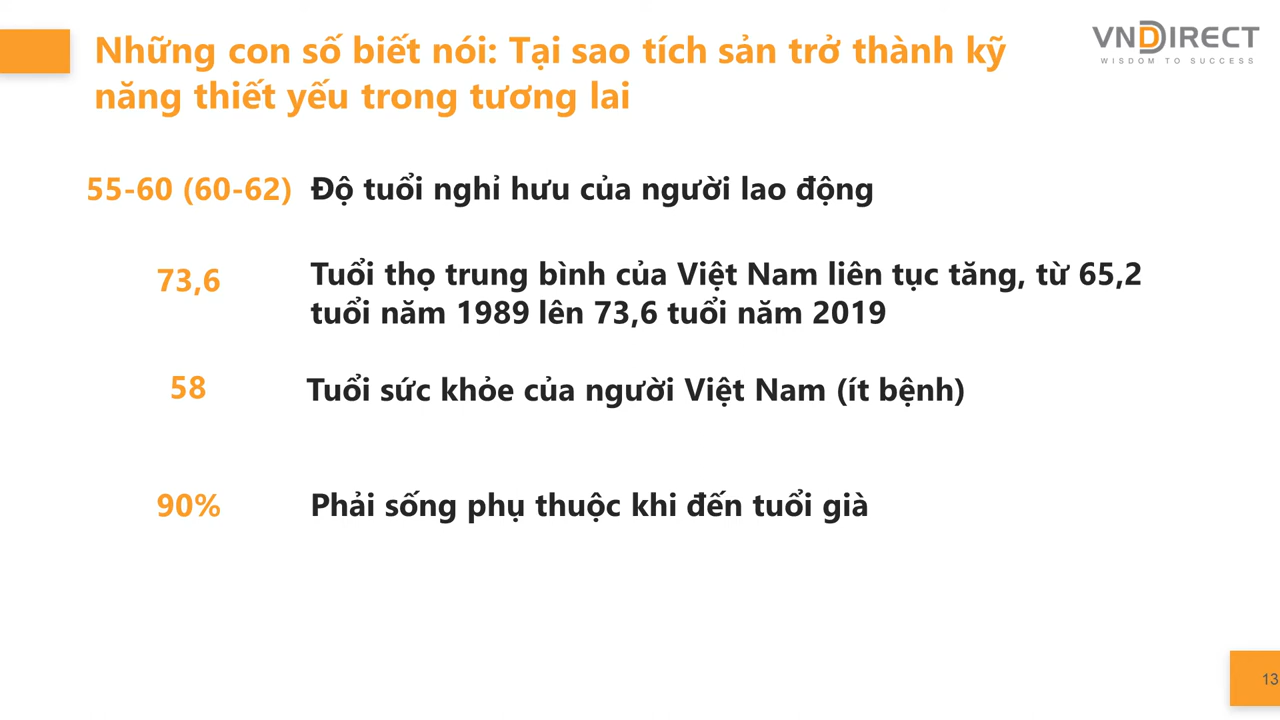 Những con số biết nói: Tại sao tích sản trở thành kỹ
năng thiết yếu trong tương lai
VNDIRECT
WISDOM TO SUCCESS
55-60 (60-62) Độ tuổi nghỉ hưu của người lao động
73,6 Tuổi thọ trung bình của Việt Nam liên tục tăng, từ 65,2
tuổi năm 1989 lên 73,6 tuổi năm 2019
58 Tuổi sức khỏe của người Việt Nam (ít bệnh)
90% Phải sống phụ thuộc khi đến tuổi già
13